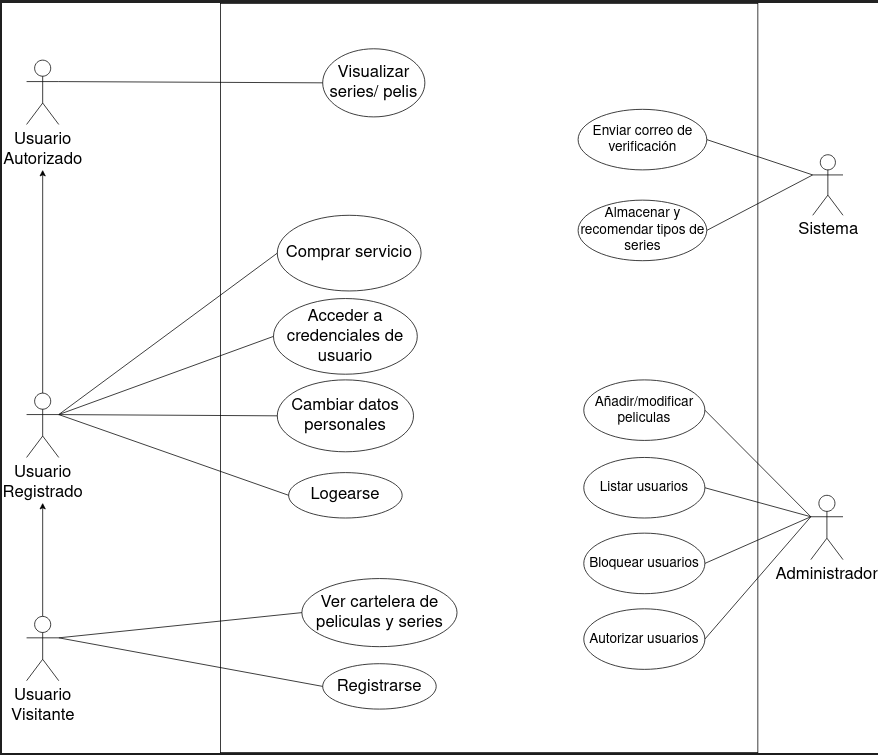 Usuario
Autorizado
Visualizar
series/ pelis
Enviar correo de
verificación
Almacenar y
recomendar tipos de
series
Sistema
Comprar servicio
Acceder a
credenciales de
usuario
Cambiar datos
personales
Logearse
Usuario
Registrado
Añadir/modificar
peliculas
Listar usuarios
Bloquear usuarios
Autorizar usuarios
Administrador
Ver cartelera de
peliculas y series
Registrarse
Usuario
Visitante